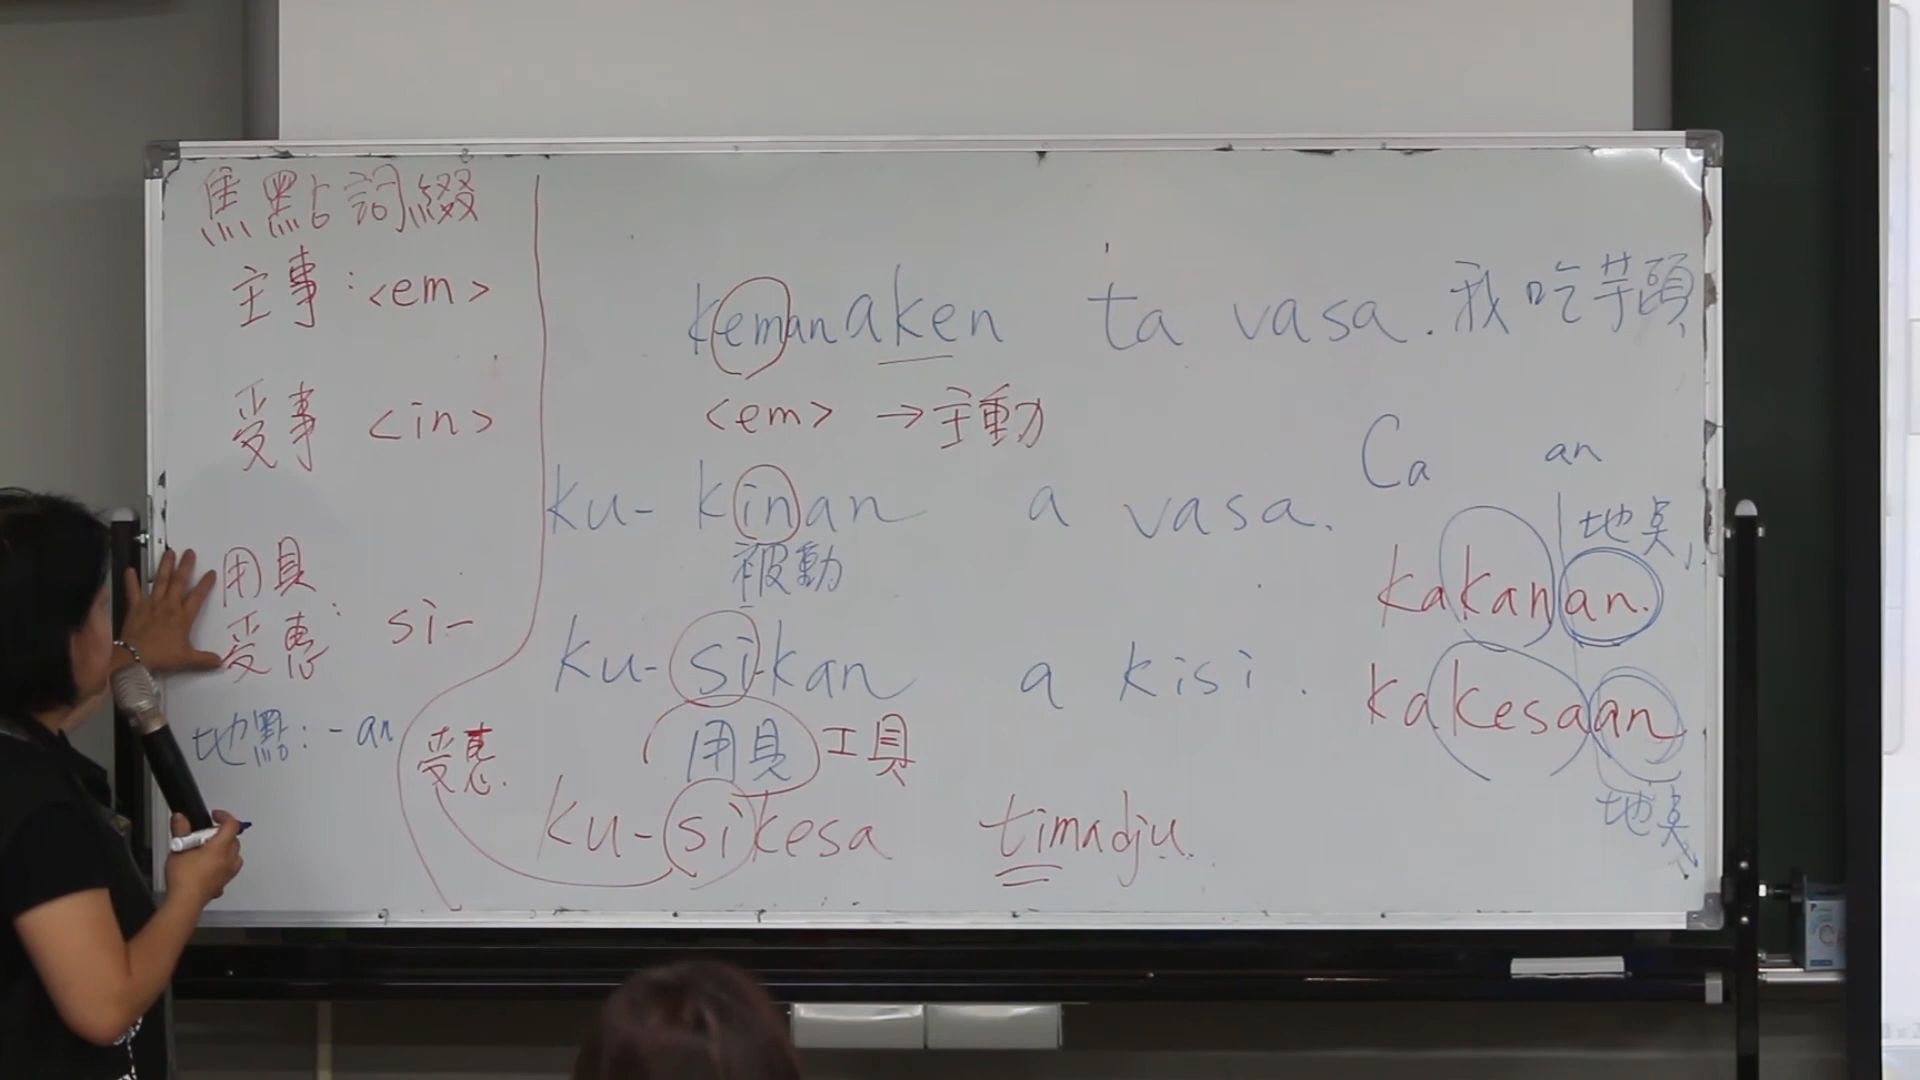 焦點詞綴
主事:<em>
受事 <in>
用具
受惠: si-
地點: -an
kemanaken ta vasa. 我吃芋頭
<em> → 主動
ku- kinan a vasa.
被動
ku- si-kan a kisi.
用具 工具
受惠.
ku- sikesa timadju.
Ca an
地点
kakanan.
kakesaan
地点